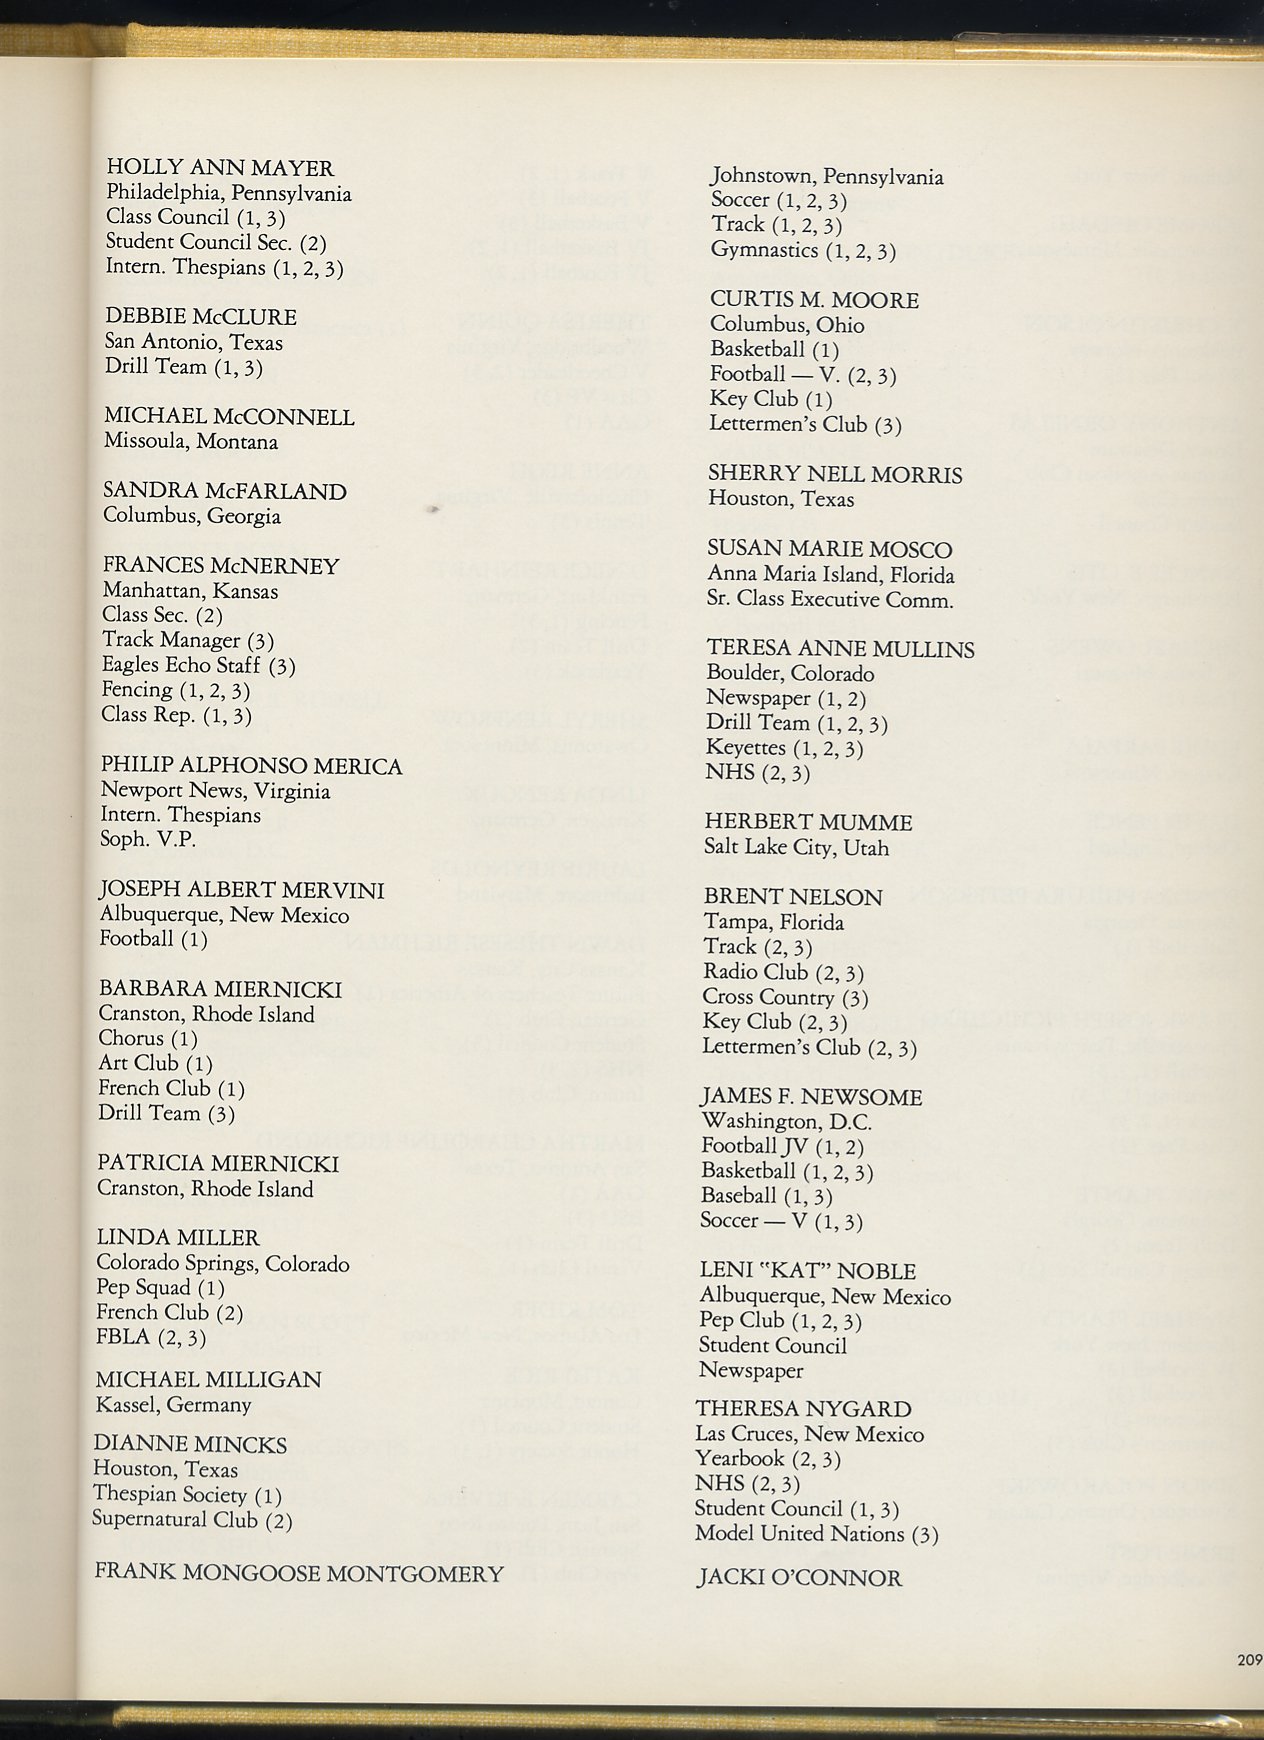 HOLLY ANN MAYER
Philadelphia, Pennsylvania
Class Council (1, 3)
Student Council Sec. (2)
Intern. Thespians (1, 2, 3)
DEBBIE McCLURE
San Antonio, Texas
Drill Team (1, 3)
MICHAEL McCONNELL
Missoula, Montana
SANDRA McFARLAND
Columbus, Georgia
FRANCES McNERNEY
Manhattan, Kansas
Class Sec. (2)
Track Manager (3)
Eagles Echo Staff (3)
Fencing (1, 2, 3)
Class Rep. (1, 3)
PHILIP ALPHONSO MERICA
Newport News, Virginia
Intern. Thespians
Soph. V.P.
JOSEPH ALBERT MERVINI
Albuquerque, New Mexico
Football (1)
BARBARA MIERNICKI
Cranston, Rhode Island
Chorus (1)
Art Club (1)
French Club (1)
Drill Team (3)
PATRICIA MIERNICKI
Cranston, Rhode Island
LINDA MILLER
Colorado Springs, Colorado
Pep Squad (1)
French Club (2)
FBLA (2, 3)
MICHAEL MILLIGAN
Kassel, Germany
DIANNE MINCKS
Houston, Texas
Thespian Society (1)
Supernatural Club (2)
FRANK MONGOOSE MONTGOMERY
Johnstown, Pennsylvania
Soccer (1, 2, 3)
Track (1, 2, 3)
Gymnastics (1, 2, 3)
CURTIS M. MOORE
Columbus, Ohio
Basketball (1)
Football — V. (2, 3)
Key Club (1)
Lettermen's Club (3)
SHERRY NELL MORRIS
Houston, Texas
SUSAN MARIE MOSCO
Anna Maria Island, Florida
Sr. Class Executive Comm.
TERESA ANNE MULLINS
Boulder, Colorado
Newspaper (1, 2)
Drill Team (1, 2, 3)
Keyettes (1, 2, 3)
NHS (2, 3)
HERBERT MUMME
Salt Lake City, Utah
BRENT NELSON
Tampa, Florida
Track (2, 3)
Radio Club (2, 3)
Cross Country (3)
Key Club (2, 3)
Lettermen's Club (2, 3)
JAMES F. NEWSOME
Washington, D.C.
Football JV (1, 2)
Basketball (1, 2, 3)
Baseball (1, 3)
Soccer — V (1, 3)
LENI "KAT" NOBLE
Albuquerque, New Mexico
Pep Club (1, 2, 3)
Student Council
Newspaper
THERESA NYGARD
Las Cruces, New Mexico
Yearbook (2, 3)
NHS (2, 3)
Student Council (1, 3)
Model United Nations (3)
JACKI O'CONNOR
209